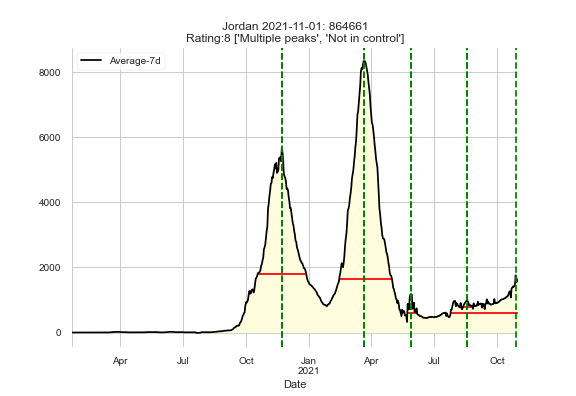 Jordan 2021-11-01: 864661
Rating:8 ['Multiple peaks', 'Not in control']
Average-7d
8000
6000
4000
2000
0
Apr Jul Oct Jan Apr Jul Oct
2021
Date